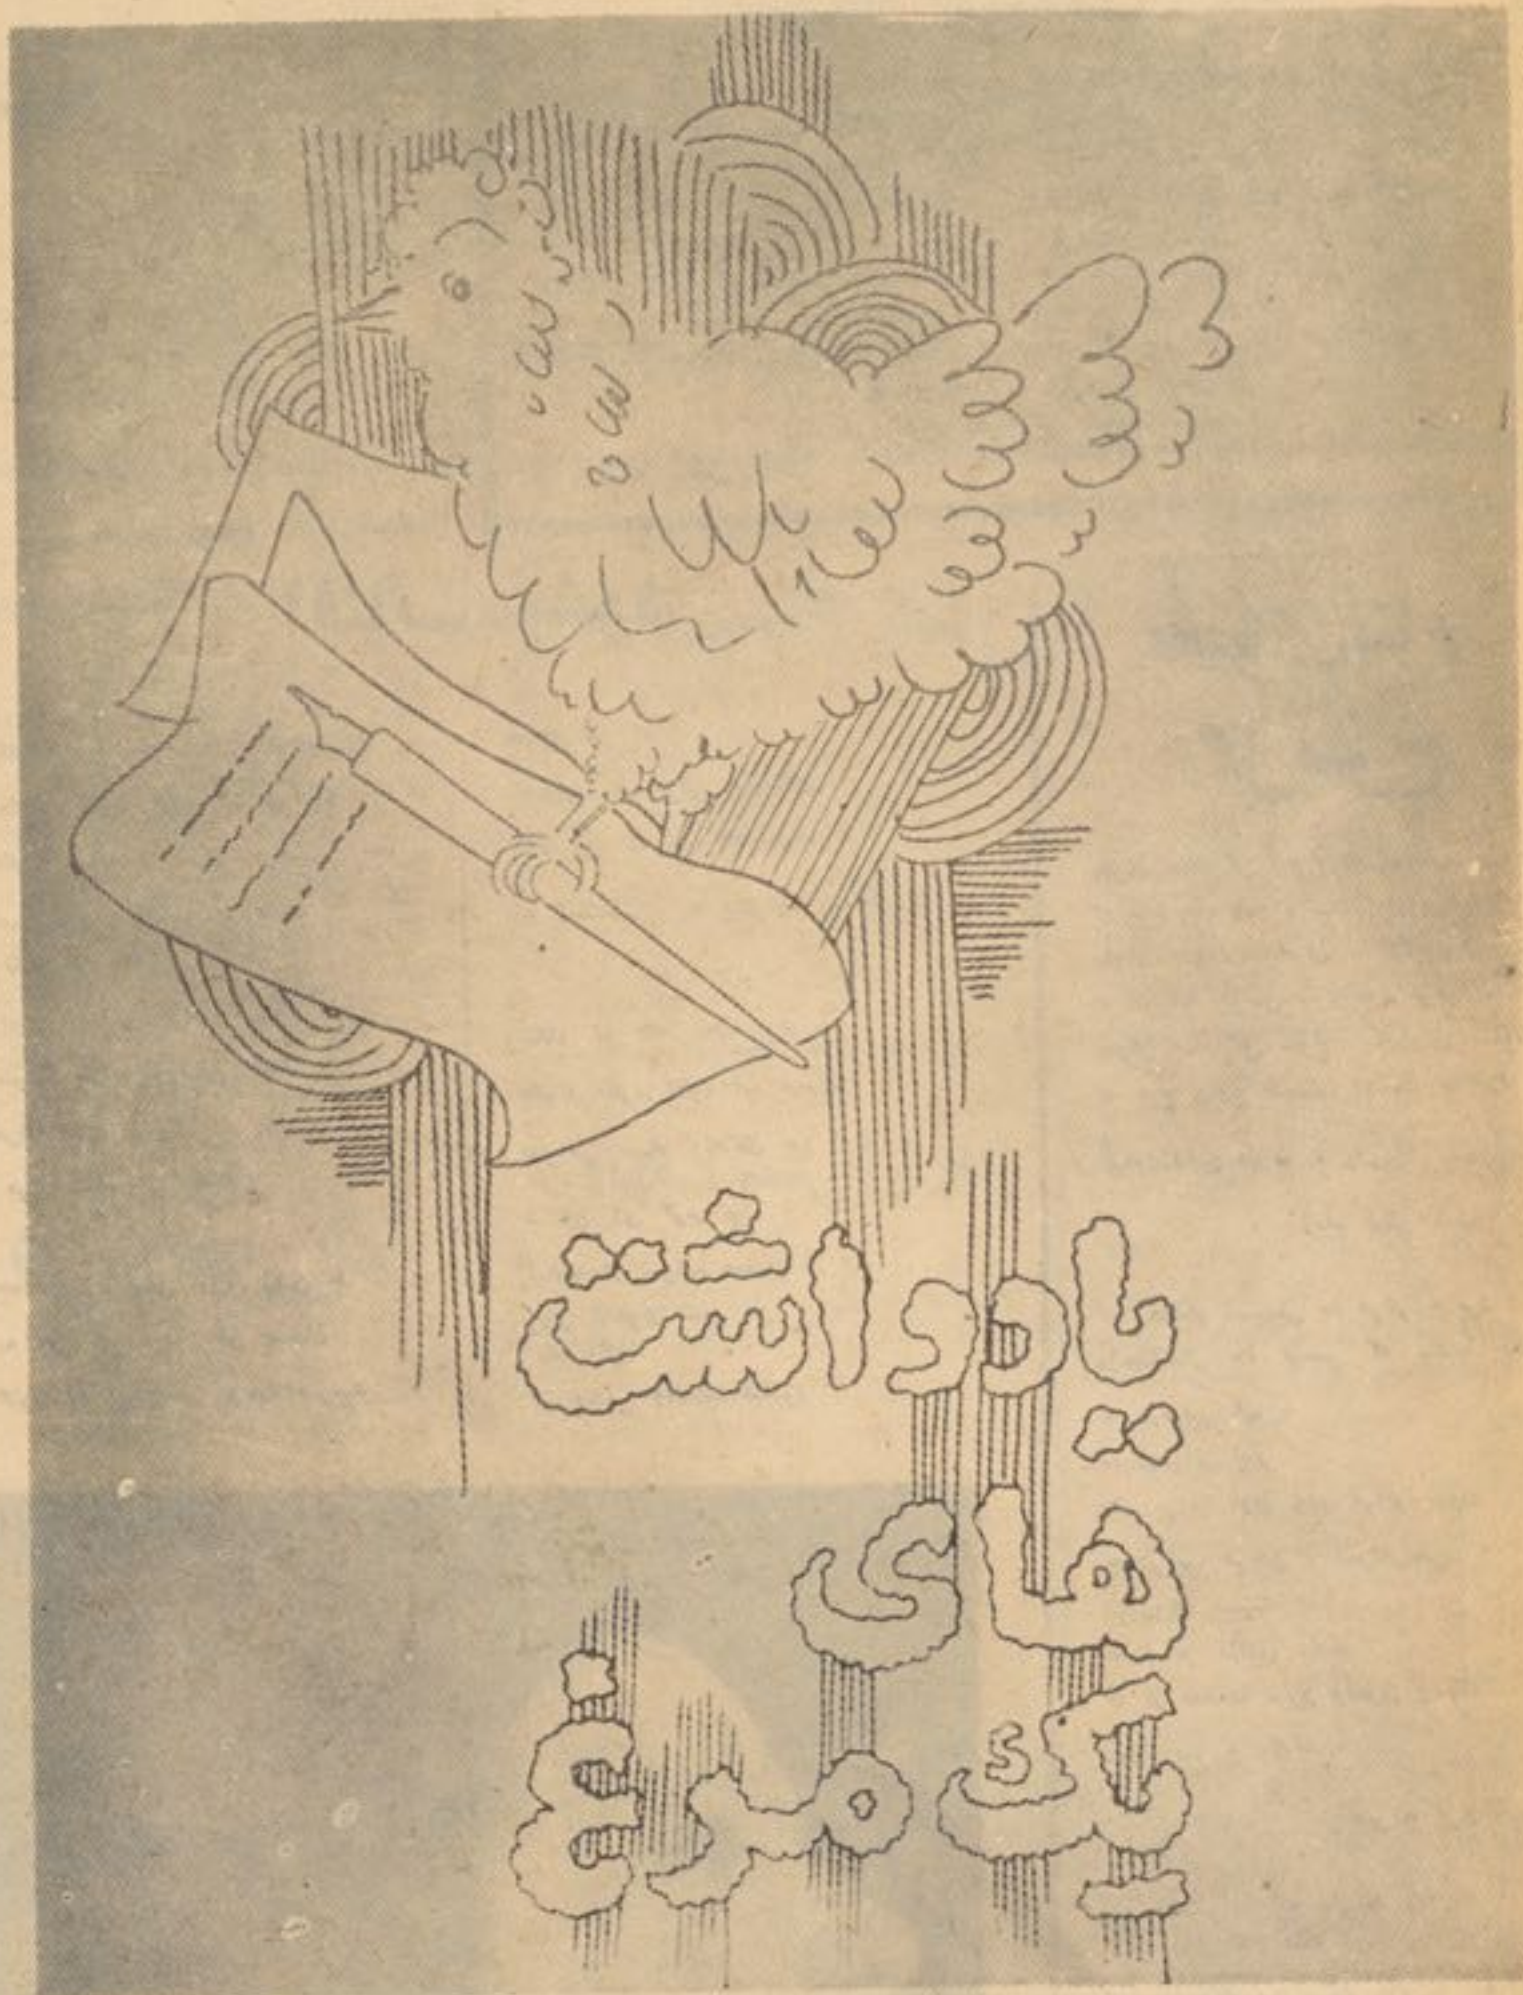 یادداشت
های
یک مرغ